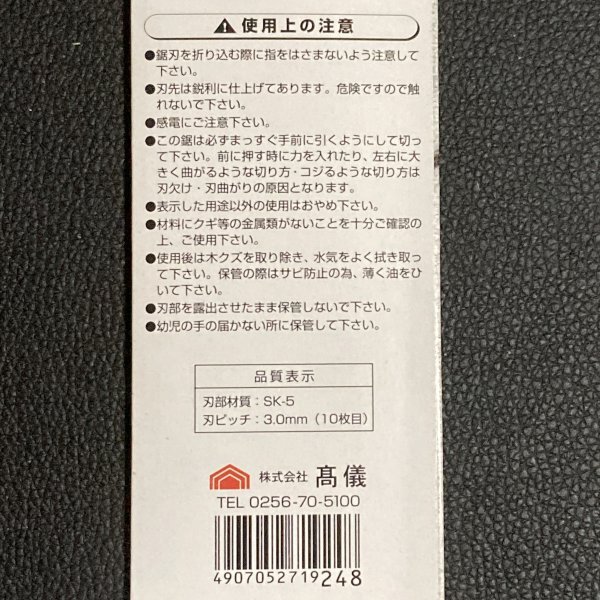 使用上の注意
●鋸刃を折り込む際に指をはさまないよう注意して
下さい。
●刃先は鋭利に仕上げてあります。危険ですので触
れないで下さい。
●感電にご注意下さい。
●この鋸は必ずまっすぐ手前に引くようにして切っ
て下さい。前に押す時に力を入れたり、左右に大
きく曲がるような切り方・コジるような切り方は
刃欠け・刃曲がりの原因となります。
●表示した用途以外の使用はおやめ下さい。
●材料にクギ等の金属類がないことを十分ご確認の
上、ご使用下さい。
●使用後は木クズを取り除き、水気をよく拭き取っ
て下さい。保管の際はサビ防止の為、薄く油をひ
いて下さい。
●刃部を露出させたまま保管しないで下さい。
●幼児の手の届かない所に保管して下さい。
品質表示
刃部材質：SK-5
刃ピッチ：3.0mm（10枚目）
株式会社 髙儀
TEL 0256-70-5100
4907052719248